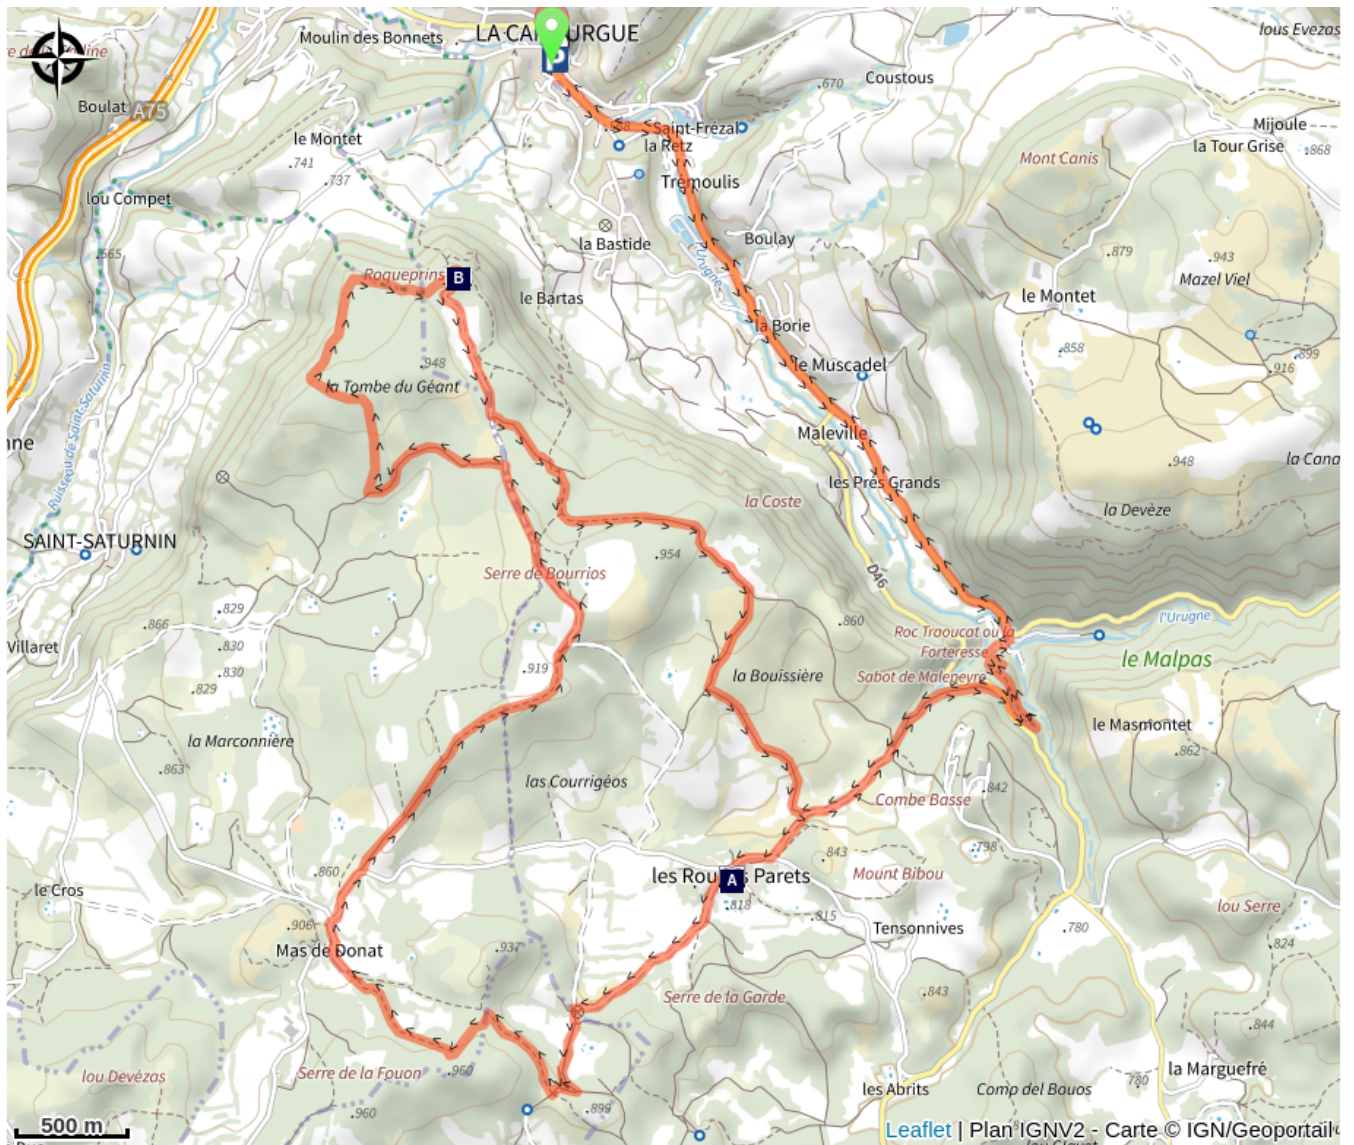 Moulin des Bonnets
lous Evezas
Coustous
.670
Boulat
A75
Saint-Frézal
la Retz
Mijoule
la Tour Grise
.868
le Montet
.741
.737
Mont Canis
Trémoulis
lou Compet
la Bastide
Boulay
l'Urugne
.565
.879
.943
Mazel Viel
Roqueprins
B
le Bartas
le Montet
la Borie
.858
.899
.916
.948
la Tombe du Géant
le Muscadel
Ruisseau de Saint-Saturnin
Maleville
.948
la Cana
les Prés Grands
la Coste
la Devèze
SAINT-SATURNIN
.954
D46
Serre de Bourrios
.829
.866
.830
.830
.829
Villaret
.860
l'Urugne
Roc Traoucat ou la
Forteresse
le Malpas
.919
la Bouissière
Sabot de Malepeyre
le Masmontet
.862
la Marconnière
.863
las Courrigéos
.842
Combe Basse
.798
.843
.860
les Parets
A
Mount Bibou
.818
.815
le Cros
lou Serre
.906
Tensonnives
.780
Mas de Donat
.937
.824
Serre de la Garde
.843
.844
lou Devézas
Serre de la Fouon
.960
.960
.899
les Abrits
Comp del Bouos
780
la Marguefré
500 m
Leaflet | Plan IGNV2 - Carte © IGN/Geoportail